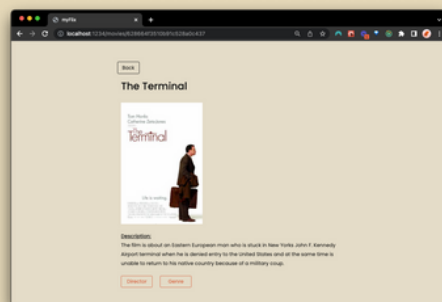 myFlix
localhost:1234/movies/
Back
The Terminal
Tom Hanks
Catherine Zeta-Jones
The Terminal
Life is waiting.
Description:
The film is about an Eastern European man who is stuck in New Yorks John F. Kennedy
Airport terminal when he is denied entry to the United States and at the same time is
unable to return to his native country because of a military coup.
Director
Genre